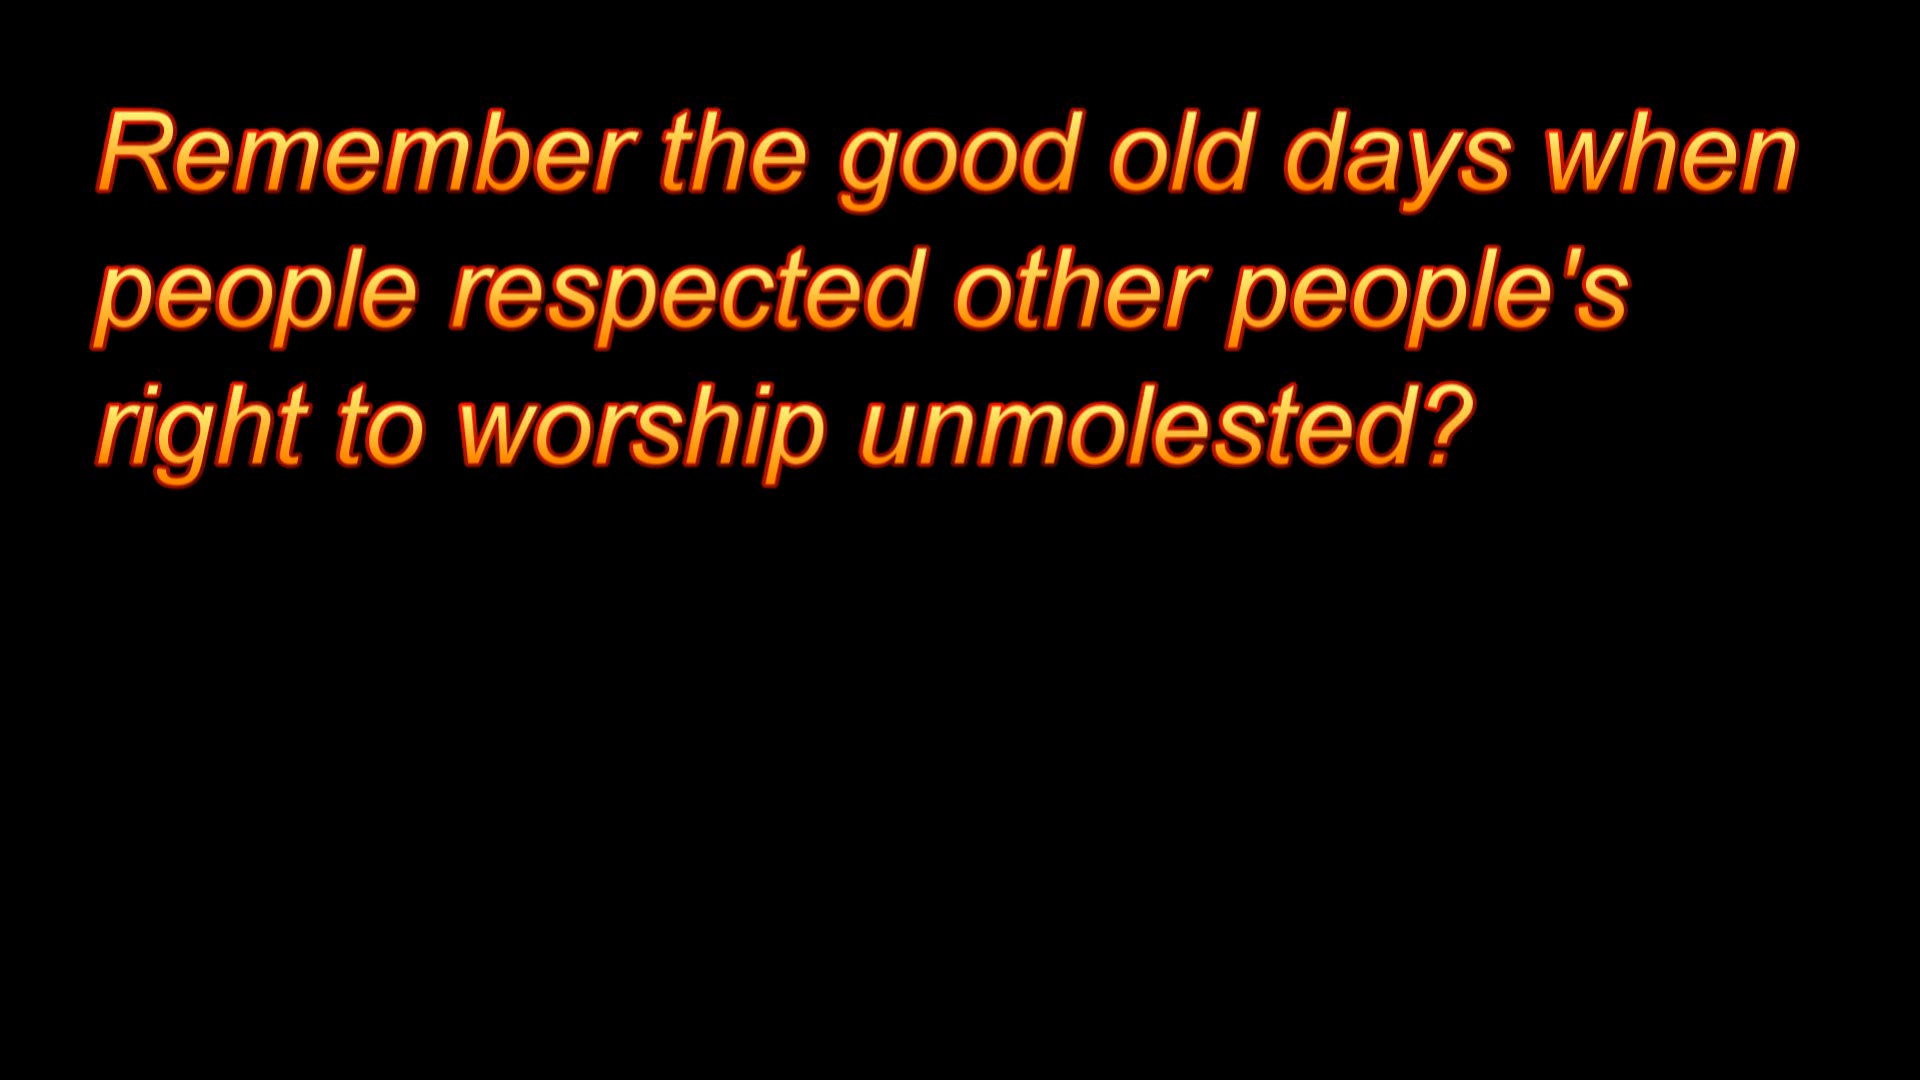 Remember the good old days when
people respected other people's
right to worship unmolested?